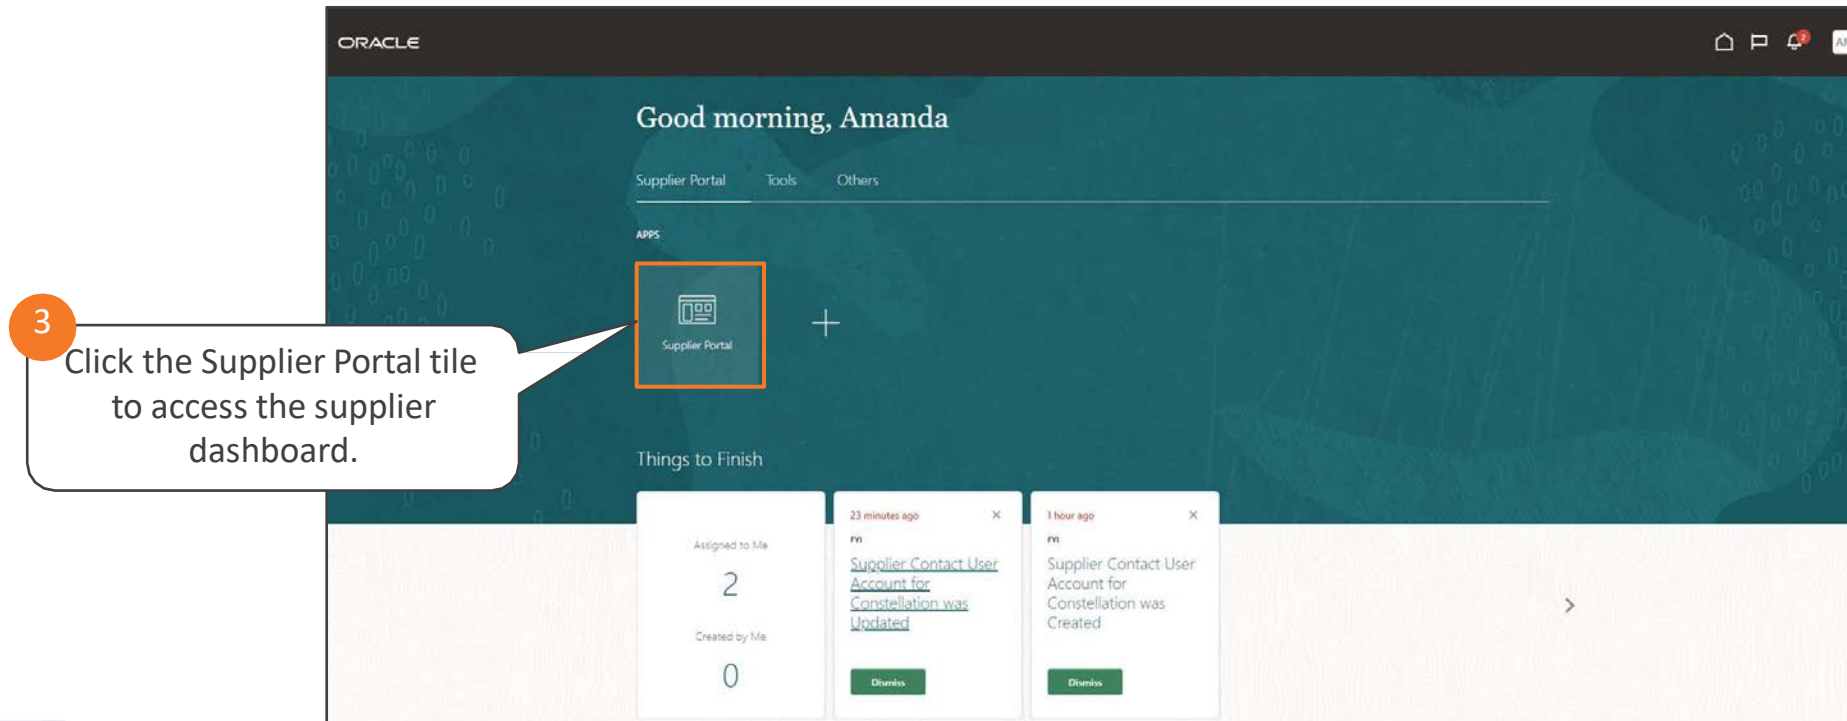 ORACLE
2
Good morning, Amanda
Supplier Portal
Tools
Others
APPS
Supplier Portal
3
Click the Supplier Portal tile
to access the supplier
dashboard.
Things to Finish
Assigned to Me
2
Created by Me
0
23 minutes ago
FYI
Supplier Contact User
Account for
Constellation was
Updated
Dismiss
1 hour ago
FYI
Supplier Contact User
Account for
Constellation was
Created
Dismiss